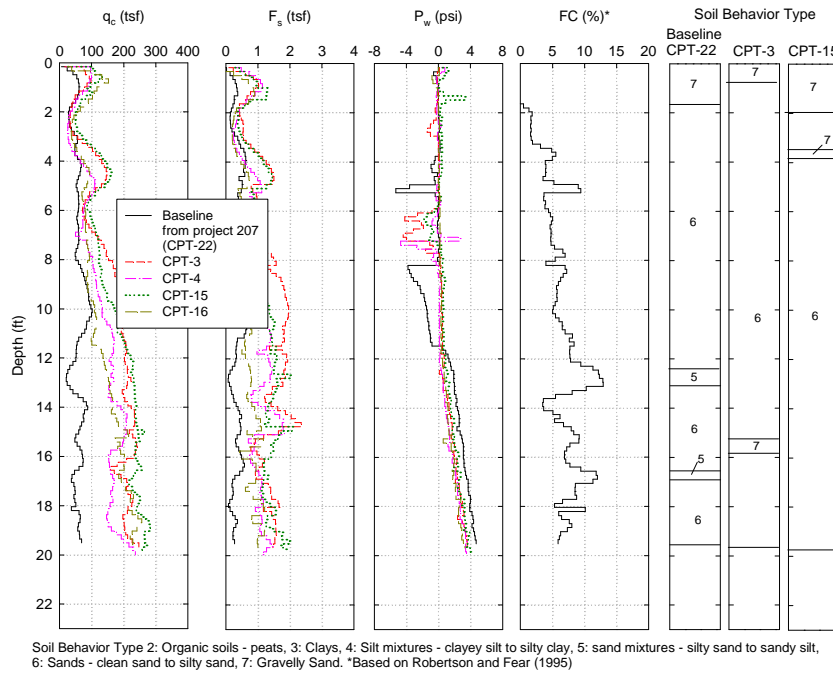 q_c (tsf)
F_s (tsf)
P_w (psi)
FC (%)*
Soil Behavior Type
Baseline
CPT-22
CPT-3
CPT-15
0 100 200 300 400
0 1 2 3 4
-8 -4 0 4 8
0 5 10 15 20
Depth (ft)
0
2
4
6
8
10
12
14
16
18
20
22
Baseline
from project 207
(CPT-22)
CPT-3
CPT-4
CPT-15
CPT-16
7
6
5
6
5
6
7
6
7
7
7
6
Soil Behavior Type 2: Organic soils - peats, 3: Clays, 4: Silt mixtures - clayey silt to silty clay, 5: sand mixtures - silty sand to sandy silt,
6: Sands - clean sand to silty sand, 7: Gravelly Sand. *Based on Robertson and Fear (1995)